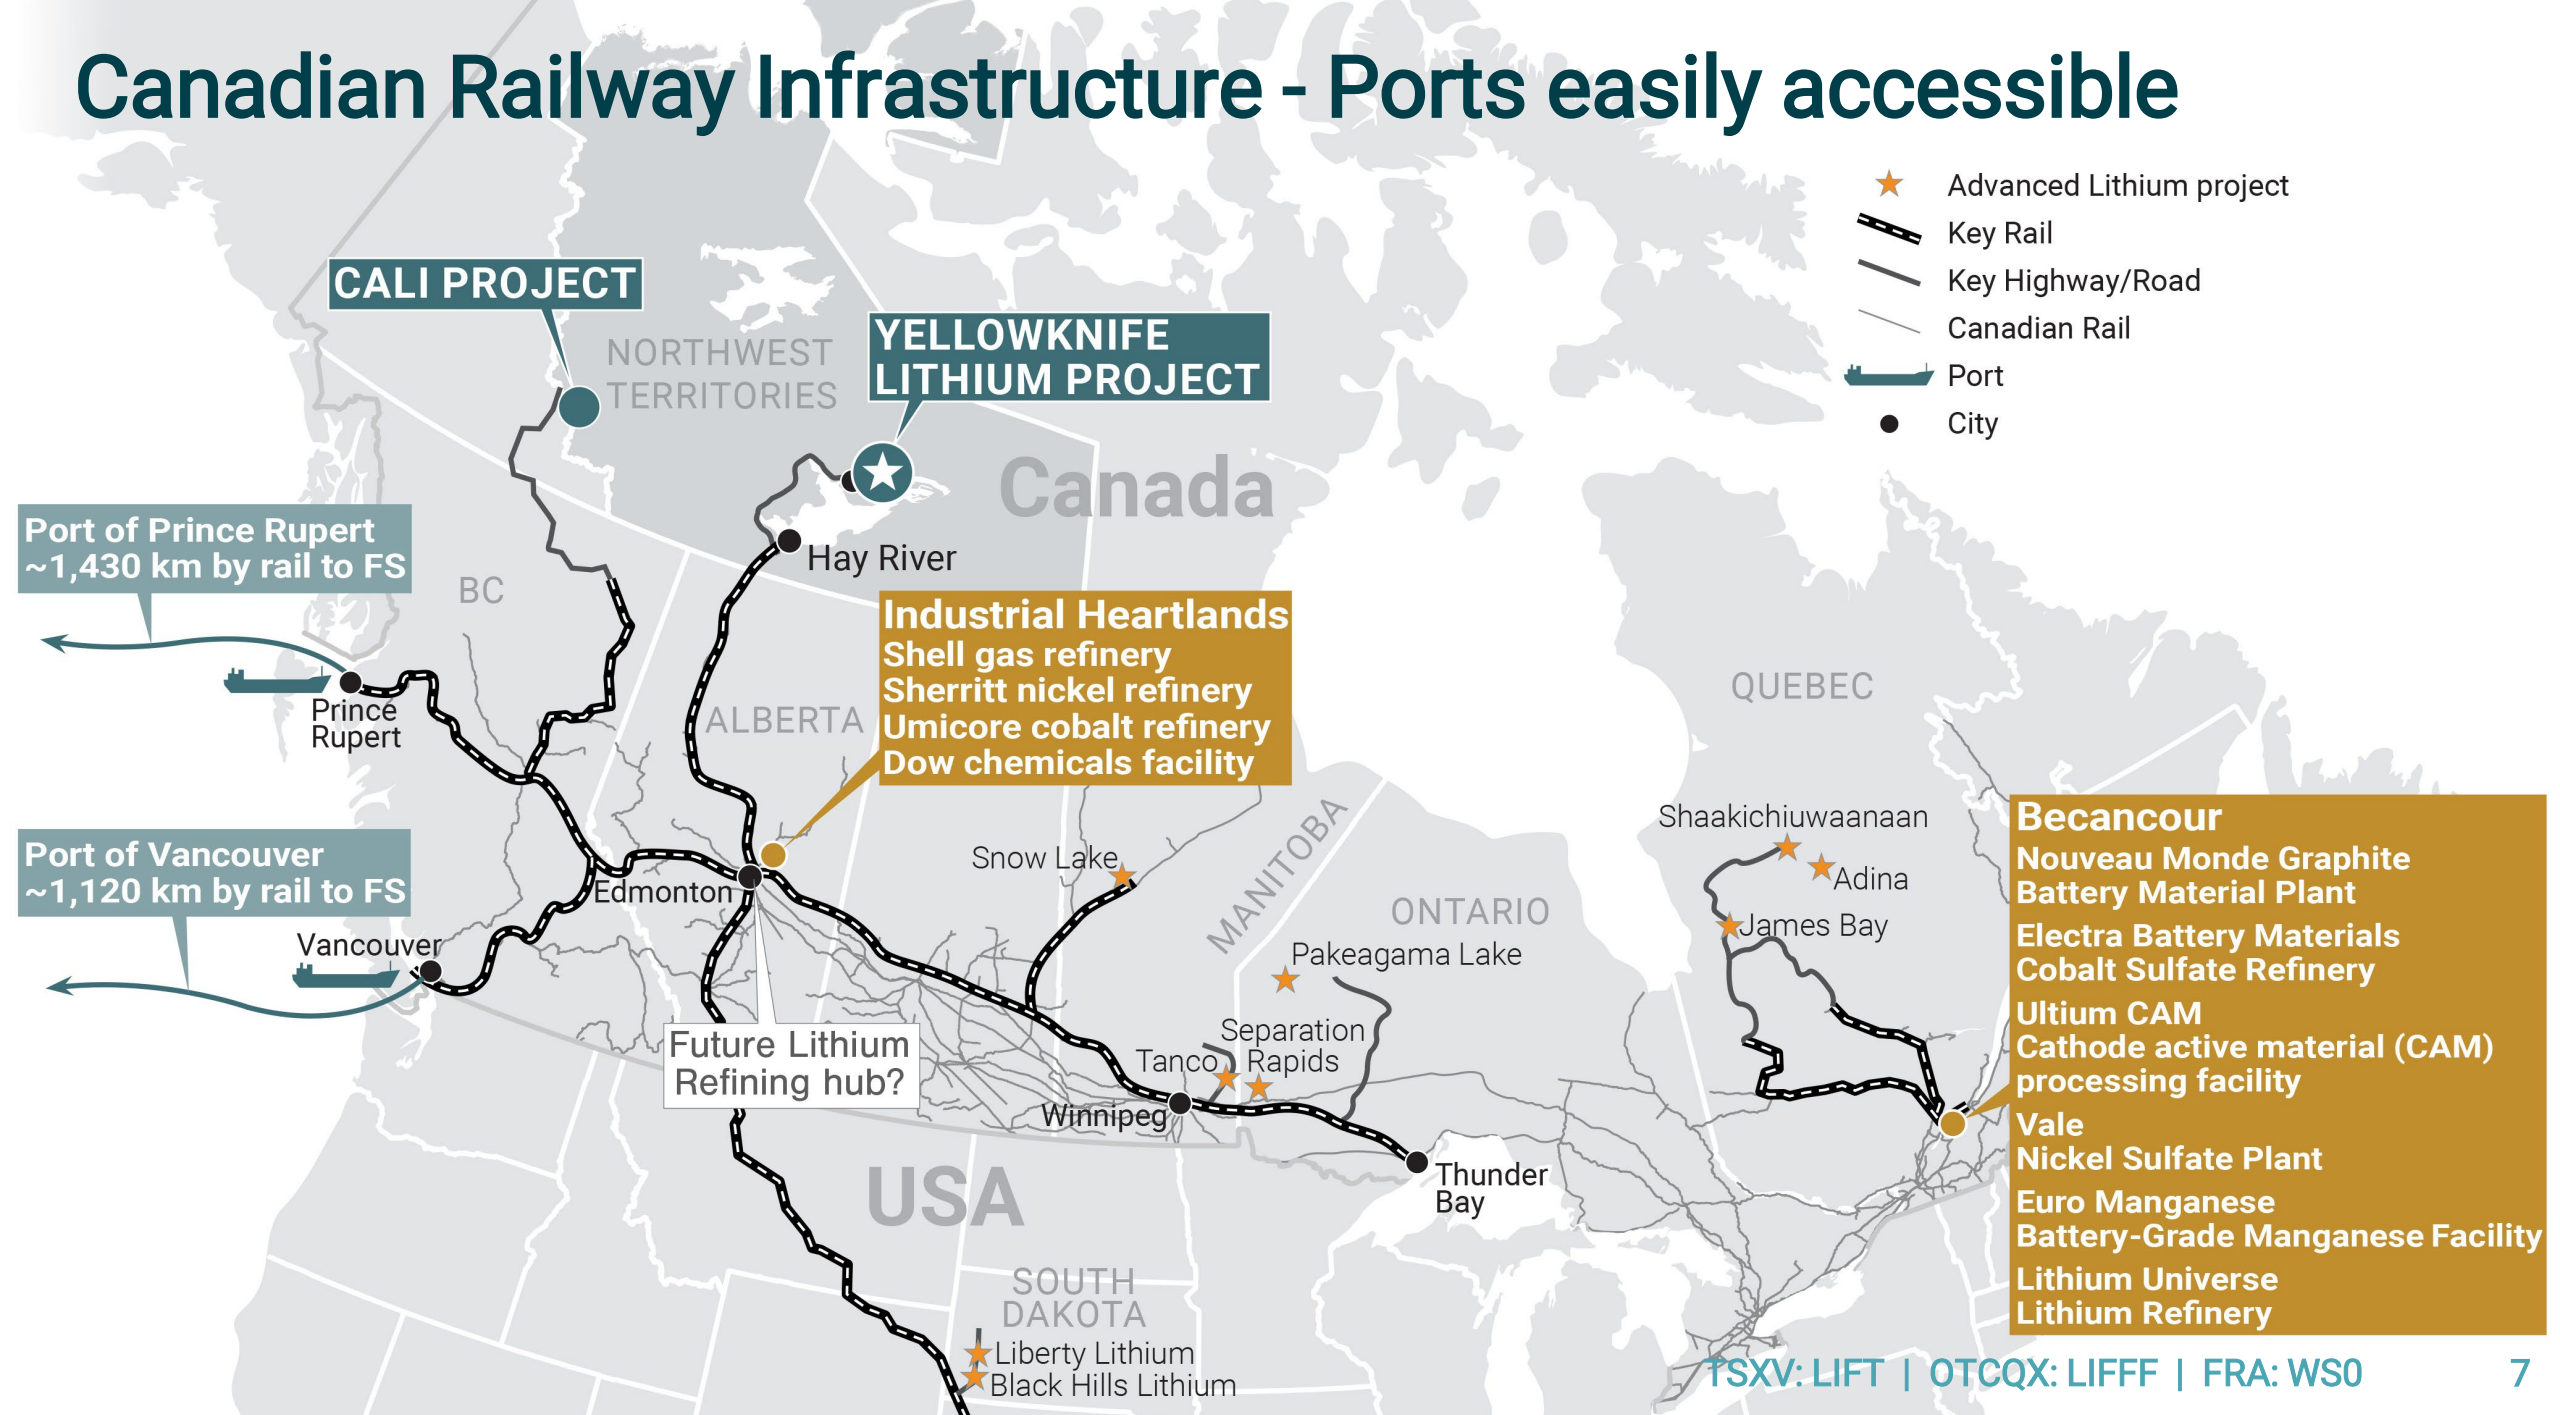 Canadian Railway Infrastructure - Ports easily accessible
Advanced Lithium project
Key Rail
Key Highway/Road
Canadian Rail
Port
City
CALI PROJECT
NORTHWEST
TERRITORIES
YELLOWKNIFE
LITHIUM PROJECT
Canada
Port of Prince Rupert
~1,430 km by rail to FS
BC
Hay River
Prince
Rupert
ALBERTA
Industrial Heartlands
Shell gas refinery
Sherritt nickel refinery
Umicore cobalt refinery
Dow chemicals facility
QUEBEC
Port of Vancouver
~1,120 km by rail to FS
Vancouver
Edmonton
Snow Lake
MANITOBA
ONTARIO
Pakeagama Lake
Shaakichiuwaanaan
Adina
James Bay
Future Lithium
Refining hub?
Tanco
Separation
Rapids
Winnipeg
Thunder
Bay
Becancour
Nouveau Monde Graphite
Battery Material Plant
Electra Battery Materials
Cobalt Sulfate Refinery
Ultium CAM
Cathode active material (CAM)
processing facility
Vale
Nickel Sulfate Plant
Euro Manganese
Battery-Grade Manganese Facility
Lithium Universe
Lithium Refinery
USA
SOUTH
DAKOTA
Liberty Lithium
Black Hills Lithium
TSXV: LIFT | OTCQX: LIFFF | FRA: WS0
7